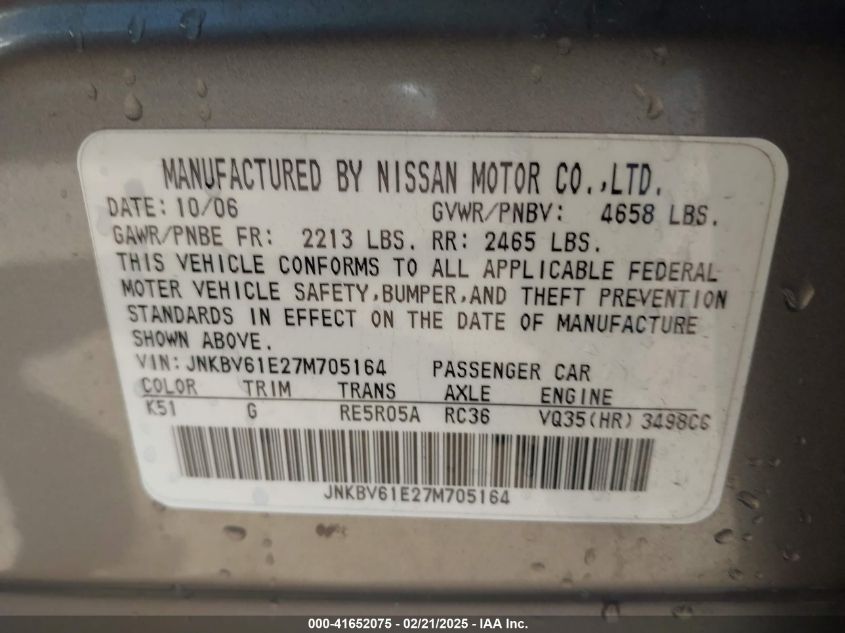 MANUFACTURED BY NISSAN MOTOR CO.,LTD.
DATE: 10/06 GVWR/PNBV: 4658 LBS.
GAWR/PNBE FR: 2213 LBS. RR: 2465 LBS.
THIS VEHICLE CONFORMS TO ALL APPLICABLE FEDERAL
MOTER VEHICLE SAFETY,BUMPER,AND THEFT PREVENTION
STANDARDS IN EFFECT ON THE DATE OF MANUFACTURE
SHOWN ABOVE.
VIN: JNKBV61E27M705164 PASSENGER CAR
COLOR TRIM TRANS AXLE ENGINE
K51 G RE5R05A RC36 VQ35(HR) 3498CC
JNKBV61E27M705164
000-41652075 - 02/21/2025 - IAA Inc.